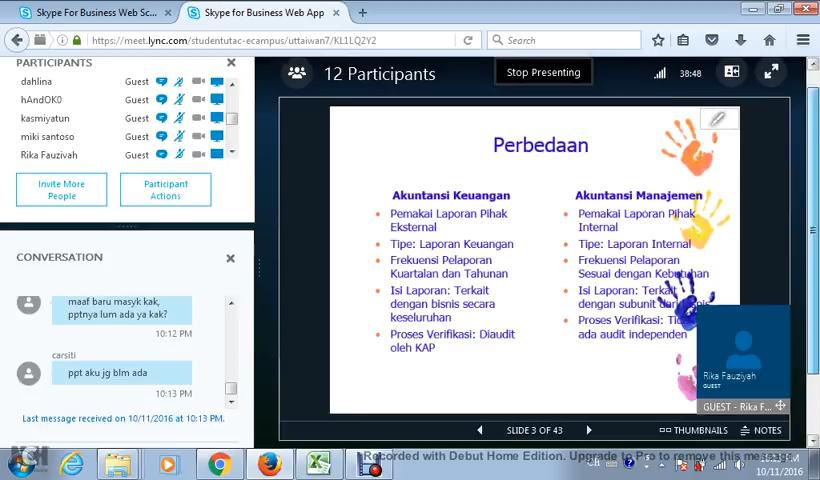 Skype For Business Web Sc...
Skype for Business Web App
https://meet.lync.com/studentutac-ecampus/uttaiwan7/KL1LQ2Y2
Search
PARTICIPANTS
dahlina Guest
hAndOK0 Guest
kasmiyatun Guest
miki santoso Guest
Rika Fauziyah Guest
Invite More
People
Participant
Actions
CONVERSATION
maaf baru masyk kak,
pptnya lum ada ya kak?
10:12 PM
carsiti
ppt aku jg blm ada
10:13 PM
Last message received on 10/11/2016 at 10:13 PM.
12 Participants
Stop Presenting
38:48
Perbedaan
Akuntansi Keuangan
• Pemakai Laporan Pihak
Eksternal
• Tipe: Laporan Keuangan
• Frekuensi Pelaporan
Kuartalan dan Tahunan
• Isi Laporan: Terkait
dengan bisnis secara
keseluruhan
• Proses Verifikasi: Diaudit
oleh KAP
Akuntansi Manajemen
• Pemakai Laporan Pihak
Internal
• Tipe: Laporan Internal
• Frekuensi Pelaporan
Sesuai dengan Kebutuhan
• Isi Laporan: Terkait
dengan subunit dari bisnis
• Proses Verifikasi:
ada audit independen
Rika Fauziyah
GUEST
GUEST - Rika F...
SLIDE 3 OF 43
THUMBNAILS
NOTES
Recorded with Debut Home Edition. Upgrade to Pro to remove this message
CH
10/11/2016